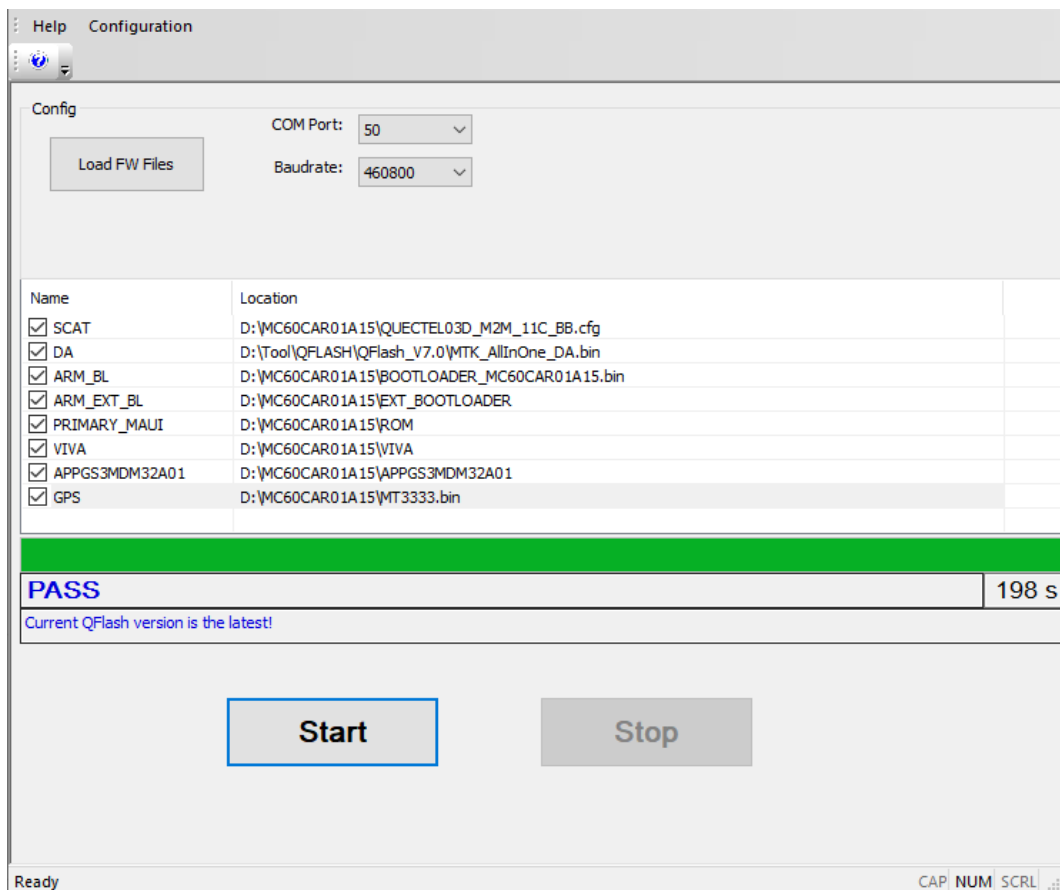 Help Configuration
Config
COM Port: 50
Load FW Files
Baudrate: 460800
Name Location
SCAT D:\MC60CAR01A15\QUECTEL03D_M2M_11C_BB.cfg
DA D:\Tool\QFLASH\QFlash_V7.0\MTK_AllInOne_DA.bin
ARM_BL D:\MC60CAR01A15\BOOTLOADER_MC60CAR01A15.bin
ARM_EXT_BL D:\MC60CAR01A15\EXT_BOOTLOADER
PRIMARY_MAUI D:\MC60CAR01A15\ROM
VIVA D:\MC60CAR01A15\VIVA
APPGS3MDM32A01 D:\MC60CAR01A15\APPGS3MDM32A01
GPS D:\MC60CAR01A15\MT3333.bin
PASS 198 s
Current QFlash version is the latest!
Start Stop
Ready CAP NUM SCRL